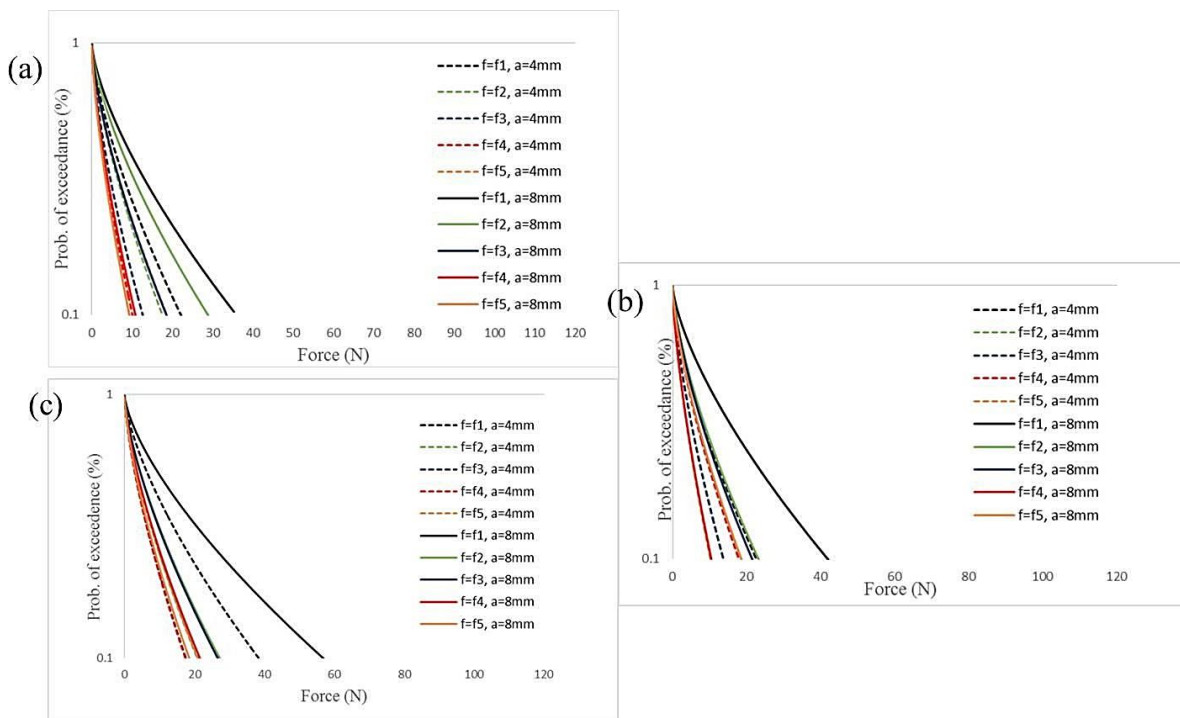 (a)
1
Prob. of exceedance (%)
0.1
0 10 20 30 40 50 60 70 80 90 100 110 120
Force (N)
f=f1, a=4mm
f=f2, a=4mm
f=f3, a=4mm
f=f4, a=4mm
f=f5, a=4mm
f=f1, a=8mm
f=f2, a=8mm
f=f3, a=8mm
f=f4, a=8mm
f=f5, a=8mm
(b)
1
Prob. of exceedance (%)
0.1
0 20 40 60 80 100 120
Force (N)
f=f1, a=4mm
f=f2, a=4mm
f=f3, a=4mm
f=f4, a=4mm
f=f5, a=4mm
f=f1, a=8mm
f=f2, a=8mm
f=f3, a=8mm
f=f4, a=8mm
f=f5, a=8mm
(c)
1
Prob. of exceedence (%)
0.1
0 20 40 60 80 100 120
Force (N)
f=f1, a=4mm
f=f2, a=4mm
f=f3, a=4mm
f=f4, a=4mm
f=f5, a=4mm
f=f1, a=8mm
f=f2, a=8mm
f=f3, a=8mm
f=f4, a=8mm
f=f5, a=8mm